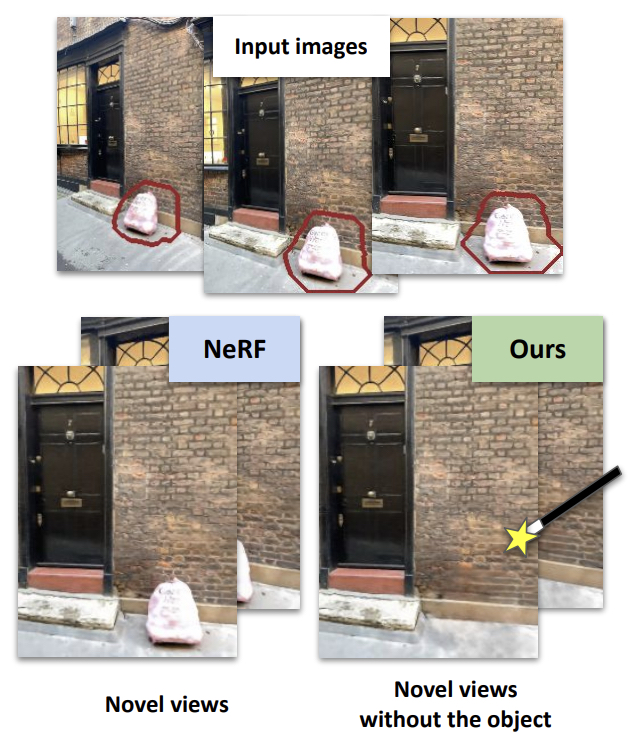 Input images
NeRF
Ours
Novel views
Novel views
without the object